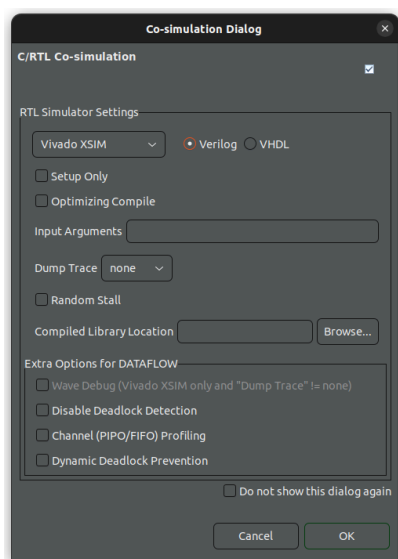 Co-simulation Dialog
C/RTL Co-simulation
RTL Simulator Settings
Vivado XSIM Verilog VHDL
Setup Only
Optimizing Compile
Input Arguments
Dump Trace none
Random Stall
Compiled Library Location Browse...
Extra Options for DATAFLOW
Wave Debug (Vivado XSIM only and "Dump Trace" != none)
Disable Deadlock Detection
Channel (PIPO/FIFO) Profiling
Dynamic Deadlock Prevention
Do not show this dialog again
Cancel OK